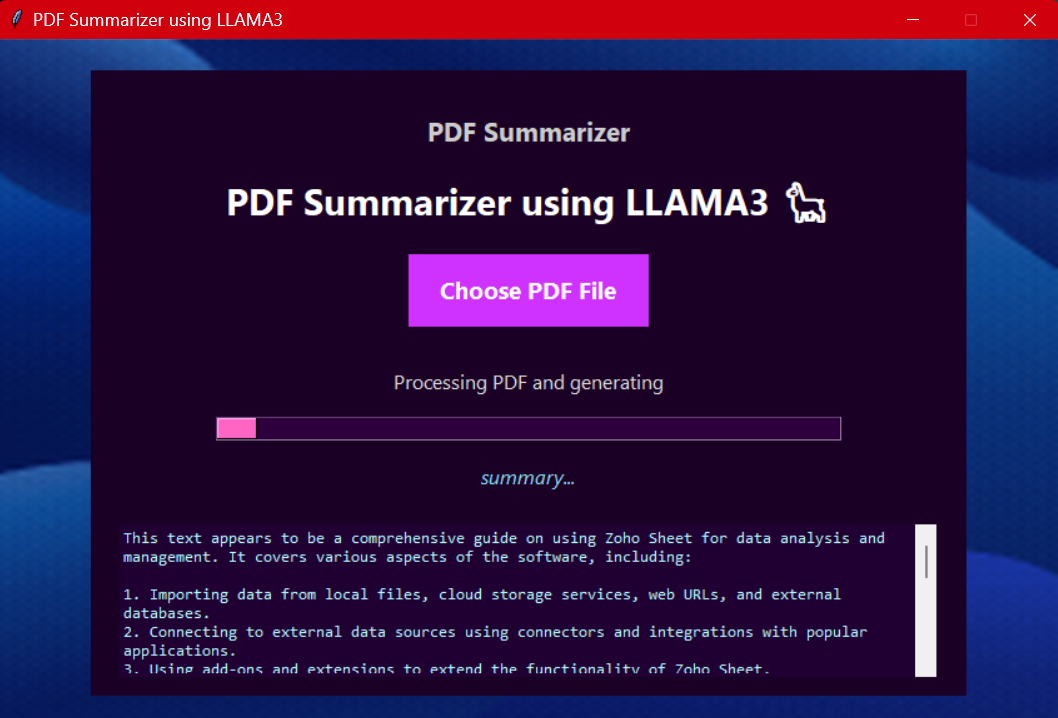 PDF Summarizer using LLAMA3
PDF Summarizer
PDF Summarizer using LLAMA3 🦙
Choose PDF File
Processing PDF and generating
summary...
This text appears to be a comprehensive guide on using Zoho Sheet for data analysis and
management. It covers various aspects of the software, including:
1. Importing data from local files, cloud storage services, web URLs, and external
databases.
2. Connecting to external data sources using connectors and integrations with popular
applications.
3. Using add-ons and extensions to extend the functionality of Zoho Sheet.